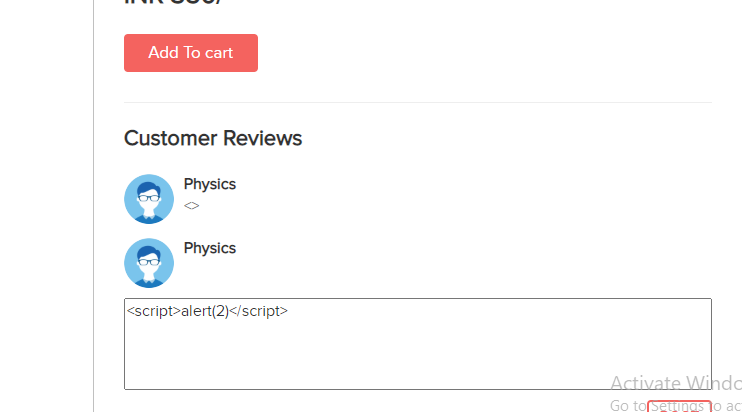 Add To cart
Customer Reviews
Physics
<>
Physics
<script>alert(2)</script>
Activate Windo
Go to Settings to ac